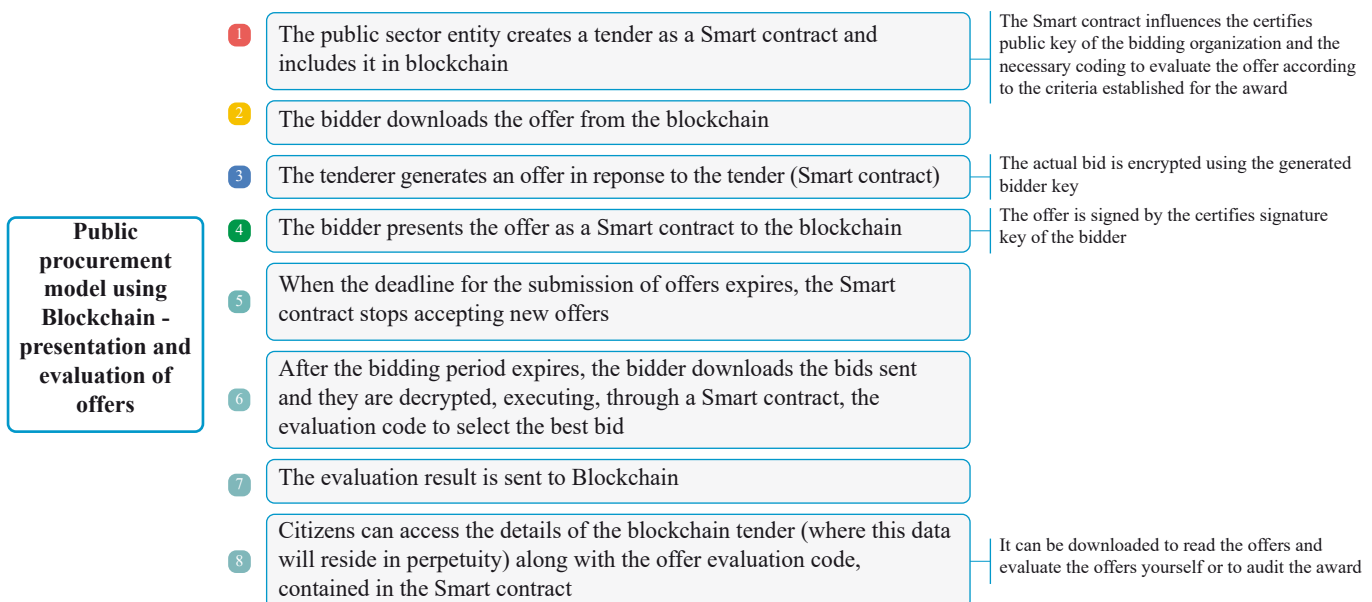 Public
procurement
model using
Blockchain -
presentation and
evaluation of
offers
1
The public sector entity creates a tender as a Smart contract and
includes it in blockchain
The Smart contract influences the certifies
public key of the bidding organization and the
necessary coding to evaluate the offer according
to the criteria established for the award
2
The bidder downloads the offer from the blockchain
3
The tenderer generates an offer in reponse to the tender (Smart contract)
The actual bid is encrypted using the generated
bidder key
4
The bidder presents the offer as a Smart contract to the blockchain
The offer is signed by the certifies signature
key of the bidder
5
When the deadline for the submission of offers expires, the Smart
contract stops accepting new offers
6
After the bidding period expires, the bidder downloads the bids sent
and they are decrypted, executing, through a Smart contract, the
evaluation code to select the best bid
7
The evaluation result is sent to Blockchain
8
Citizens can access the details of the blockchain tender (where this data
will reside in perpetuity) along with the offer evaluation code,
contained in the Smart contract
It can be downloaded to read the offers and
evaluate the offers yourself or to audit the award